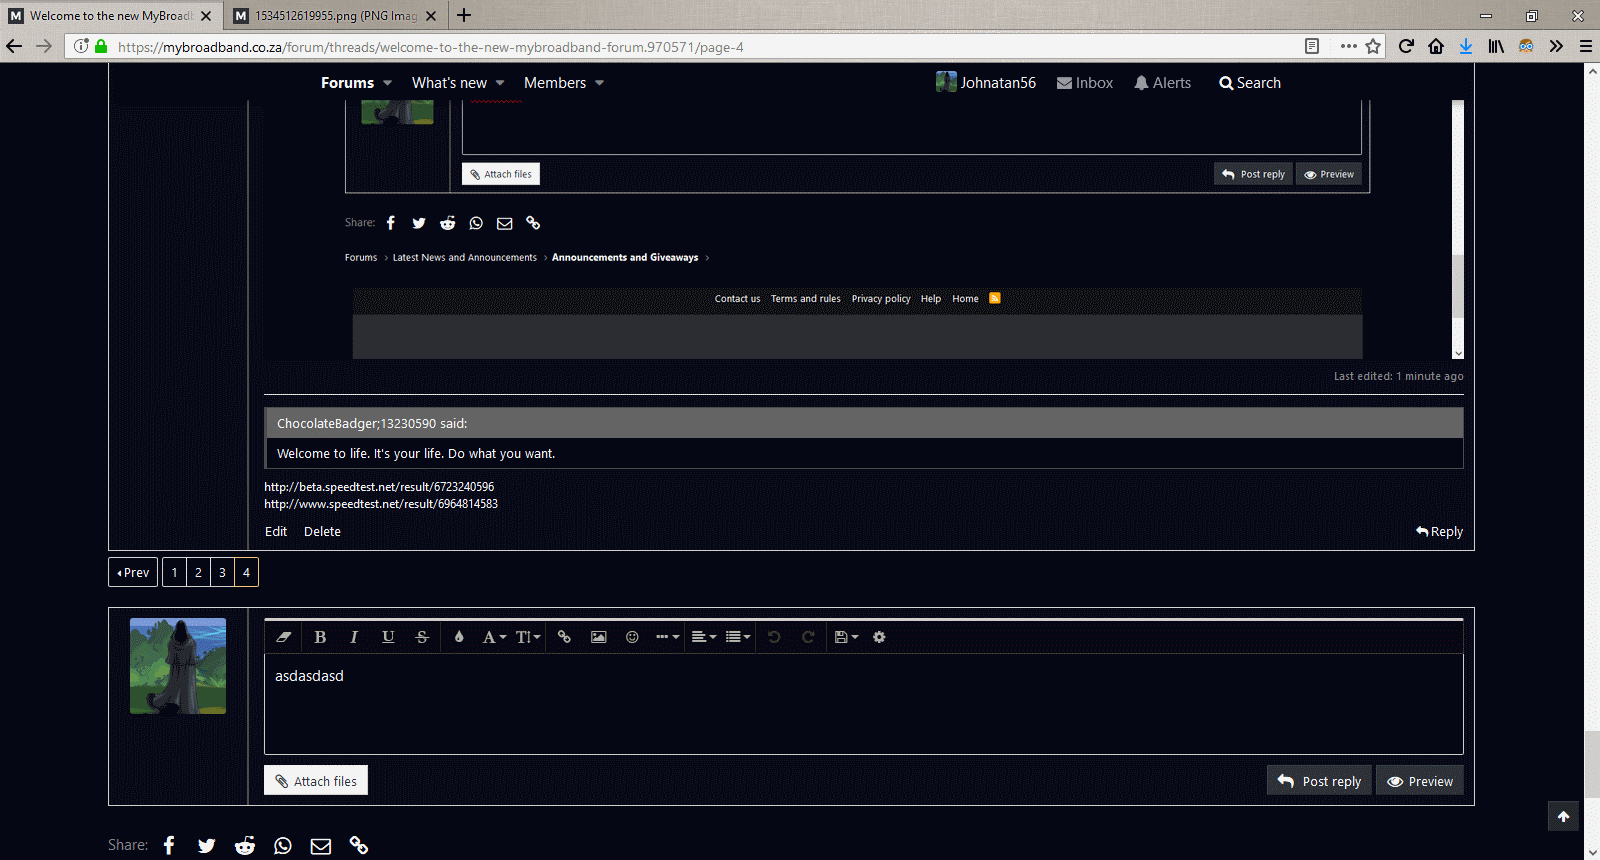 Welcome to the new MyBroadb
1534512619955.png (PNG Imag
https://mybroadband.co.za/forum/threads/welcome-to-the-new-mybroadband-forum.970571/page-4
Forums What's new Members Johnatan56 Inbox Alerts Search
Attach files Post reply Preview
Share:
Forums › Latest News and Announcements › Announcements and Giveaways ›
Contact us Terms and rules Privacy policy Help Home
Last edited: 1 minute ago
ChocolateBadger;13230590 said:
Welcome to life. It's your life. Do what you want.
http://beta.speedtest.net/result/6723240596
http://www.speedtest.net/result/6964814583
Edit Delete Reply
Prev 1 2 3 4
B I U S A T
asdasdasd
Attach files Post reply Preview
Share: